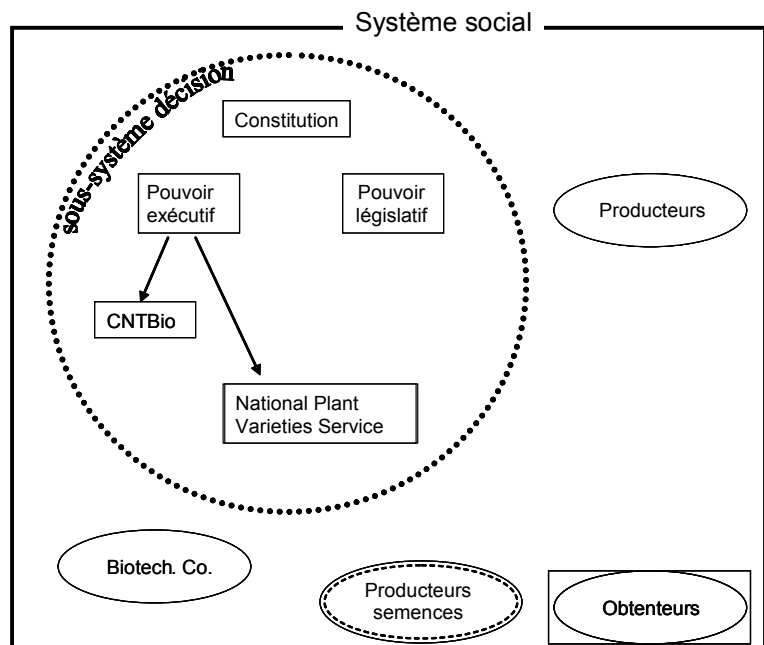 Système social
sous-système décision
Constitution
Pouvoir
exécutif
Pouvoir
législatif
Producteurs
CNTBio
National Plant
Varieties Service
Biotech. Co.
Producteurs
semences
Obtenteurs